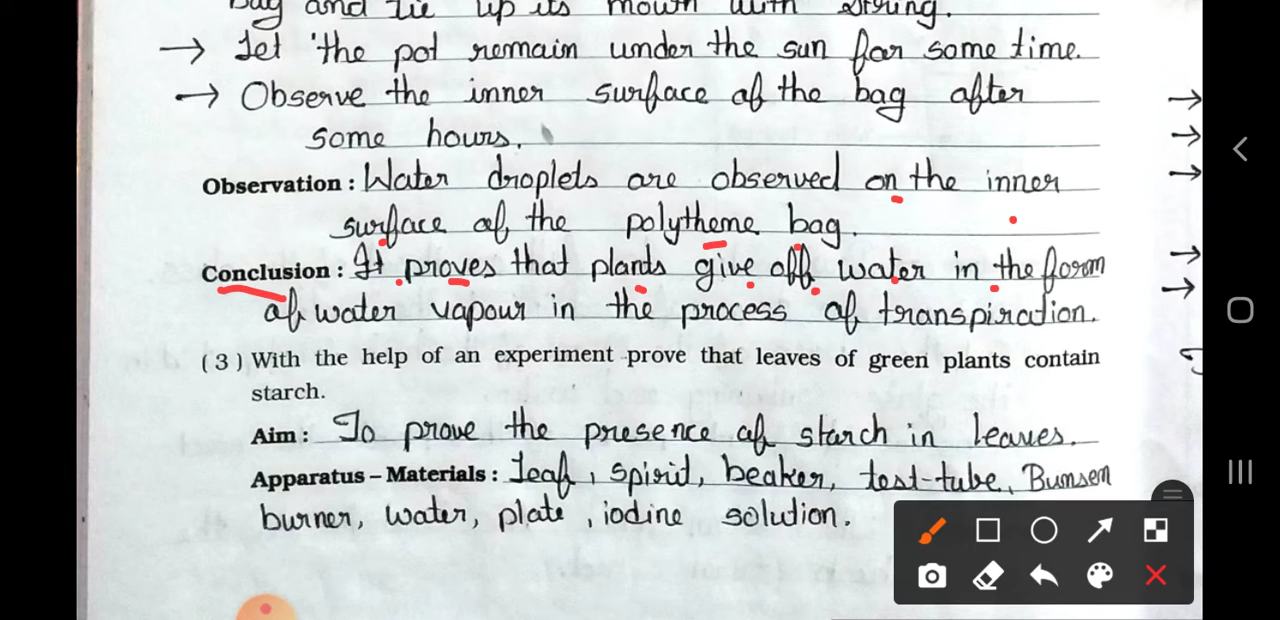 bag and tie up its mouth with string.
→ Let the pot remain under the sun for some time.
→ Observe the inner surface of the bag after
some hours.
Observation : Water droplets are observed on the inner
surface of the polytheme bag.
Conclusion : It proves that plants give off water in the form
of water vapour in the process of transpiration.
( 3 ) With the help of an experiment prove that leaves of green plants contain
starch.
Aim : To prove the presence of starch in leaves.
Apparatus – Materials : Leaf, spirit, beaker, test-tube, Bunsen
burner, water, plate, iodine solution.